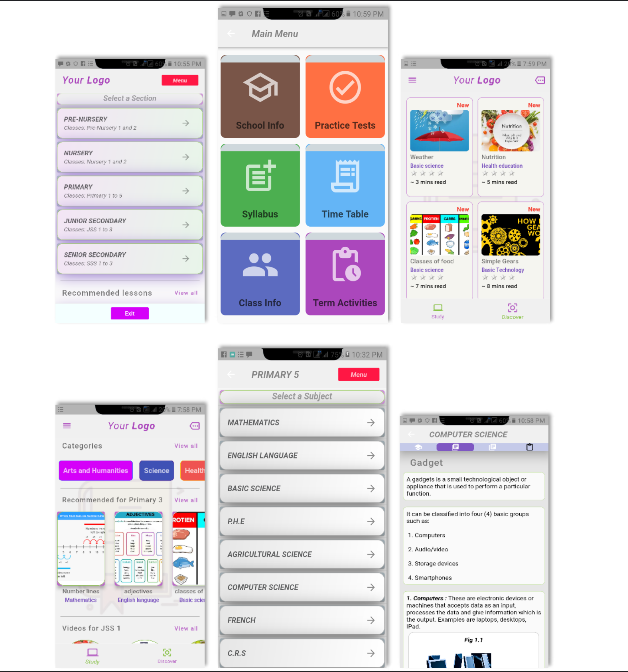 10:55 PM
Your Logo
Menu
Select a Section
PRE-NURSERY
Classes: Pre Nursery 1 and 2
NURSERY
Classes: Nursery 1 and 2
PRIMARY
Classes: Primary 1 to 6
JUNIOR SECONDARY
Classes: JSS 1 to 3
SENIOR SECONDARY
Classes: SSS 1 to 3
Recommended lessons
View all
Exit
10:59 PM
Main Menu
School Info
Practice Tests
Syllabus
Time Table
Class Info
Term Activities
7:59 PM
Your Logo
New
New
Nutrition
Weather
Basic science
~ 3 mins read
Nutrition
Health education
~ 5 mins read
New
New
Classes of food
Basic science
~ 7 mins read
Simple Gears
Basic Technology
~ 8 mins read
Study
Discover
7:58 PM
Your Logo
Categories
View all
Arts and Humanities
Science
Health
Recommended for Primary 3
View all
ADJECTIVES
Number lines
Mathematics
adjectives
English language
classes of
Basic scie
Videos for JSS 1
View all
Study
Discover
10:32 PM
PRIMARY 5
Menu
Select a Subject
MATHEMATICS
ENGLISH LANGUAGE
BASIC SCIENCE
P.H.E
AGRICULTURAL SCIENCE
COMPUTER SCIENCE
FRENCH
C.R.S
10:58 PM
COMPUTER SCIENCE
Gadget
A gadgets is a small technological object or
appliance that is used to perform a particular
function.
It can be classified into four (4) basic groups
such as:
1. Computers
2. Audio/video
3. Storage devices
4. Smartphones
1. Computers : These are electronic devices or
machines that accepts data as an input,
processes the data and give information which is
the output. Examples are laptops, desktops,
iPad.
Fig 1.1